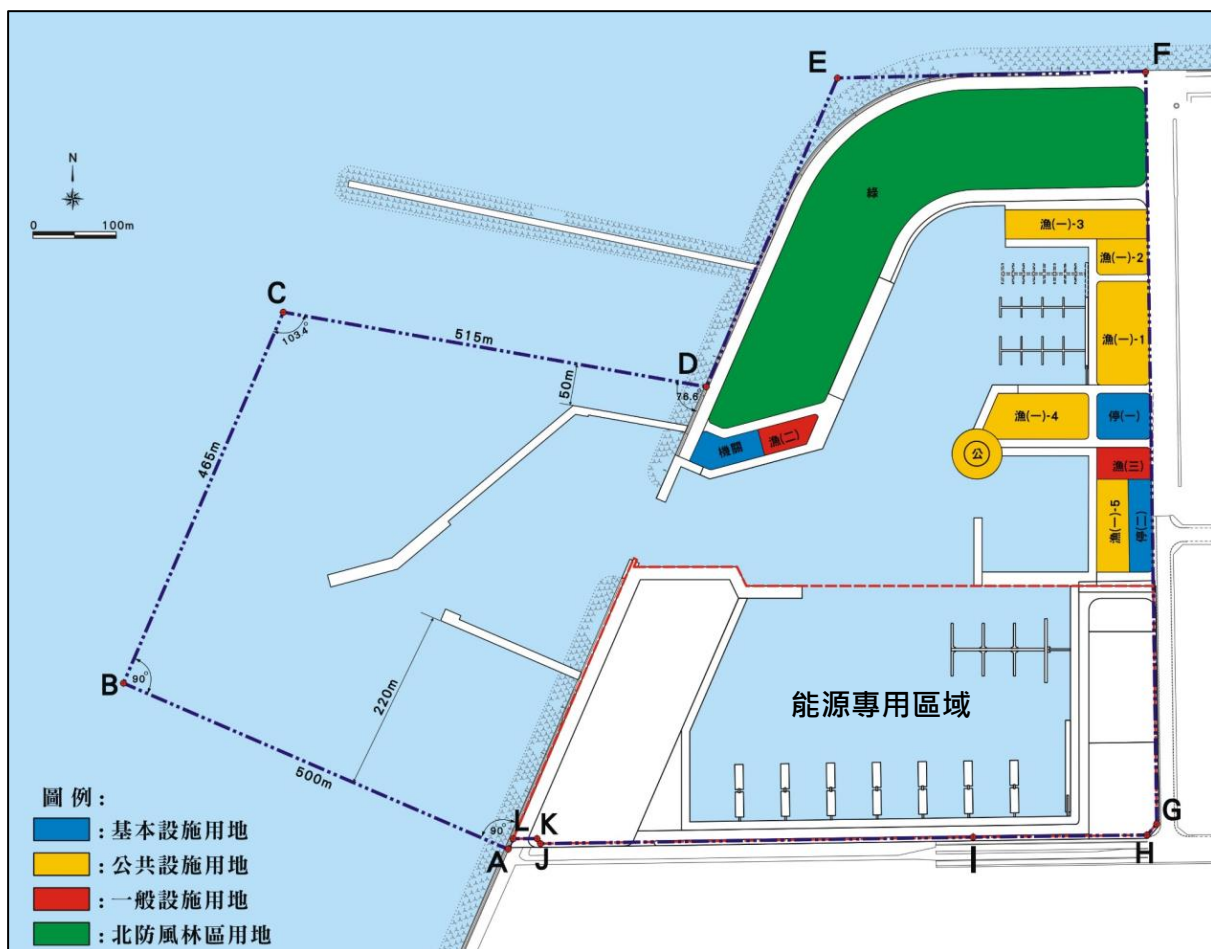 E
F
N
0 100m
綠
漁(一)-3
漁(一)-2
C
103.4°
515m
漁(一)-1
D
76.6°
50m
漁(一)-4
停(一)
機關
漁(二)
465m
公
漁(三)
漁(一)-5
停(二)
B
90°
220m
能源專用區域
500m
圖例:
:基本設施用地
:公共設施用地
:一般設施用地
:北防風林區用地
90°
L
K
A
J
I
H
G